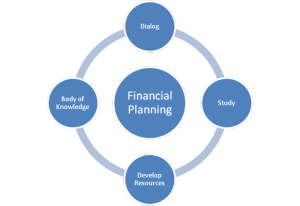 Dialog
Body of
Knowledge
Financial
Planning
Study
Develop
Resources